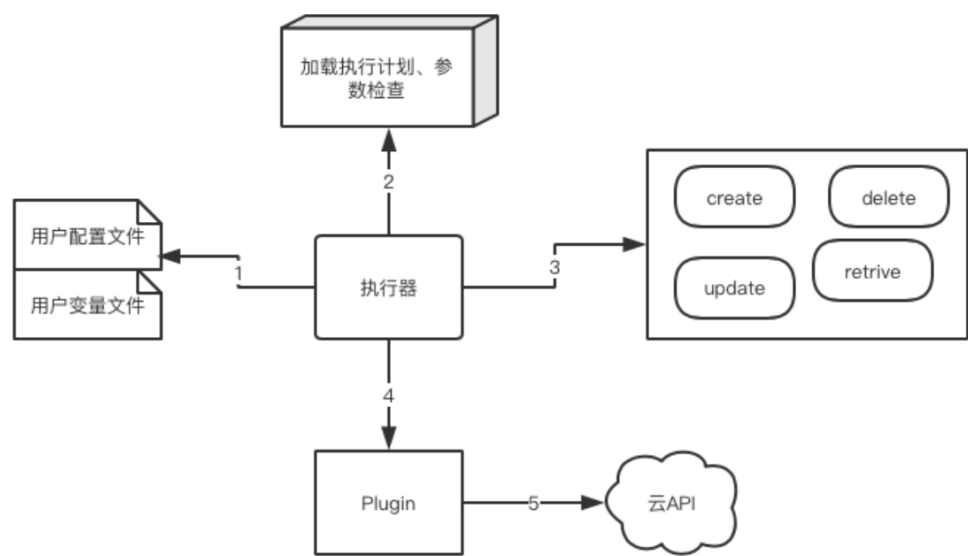 加载执行计划、参
数检查
2
create
delete
用户配置文件
1
执行器
3
retrive
用户变量文件
update
4
Plugin
5
云API